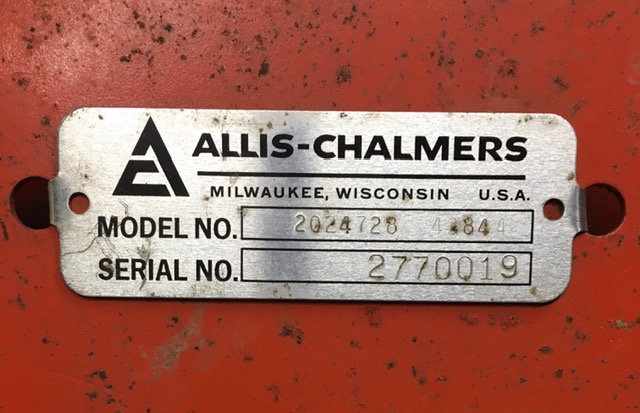 ALLIS-CHALMERS
MILWAUKEE, WISCONSIN U.S.A.
MODEL NO. 2024728
SERIAL NO. 2770019